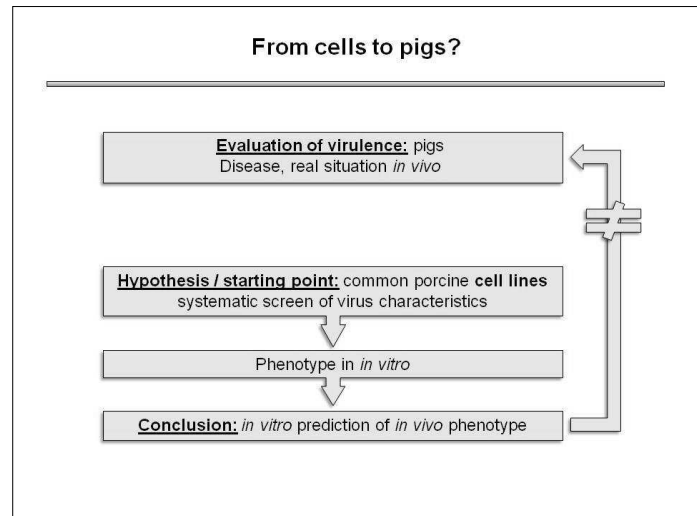 From cells to pigs?
Evaluation of virulence: pigs
Disease, real situation in vivo
≠
Hypothesis / starting point: common porcine cell lines
systematic screen of virus characteristics
Phenotype in in vitro
Conclusion: in vitro prediction of in vivo phenotype